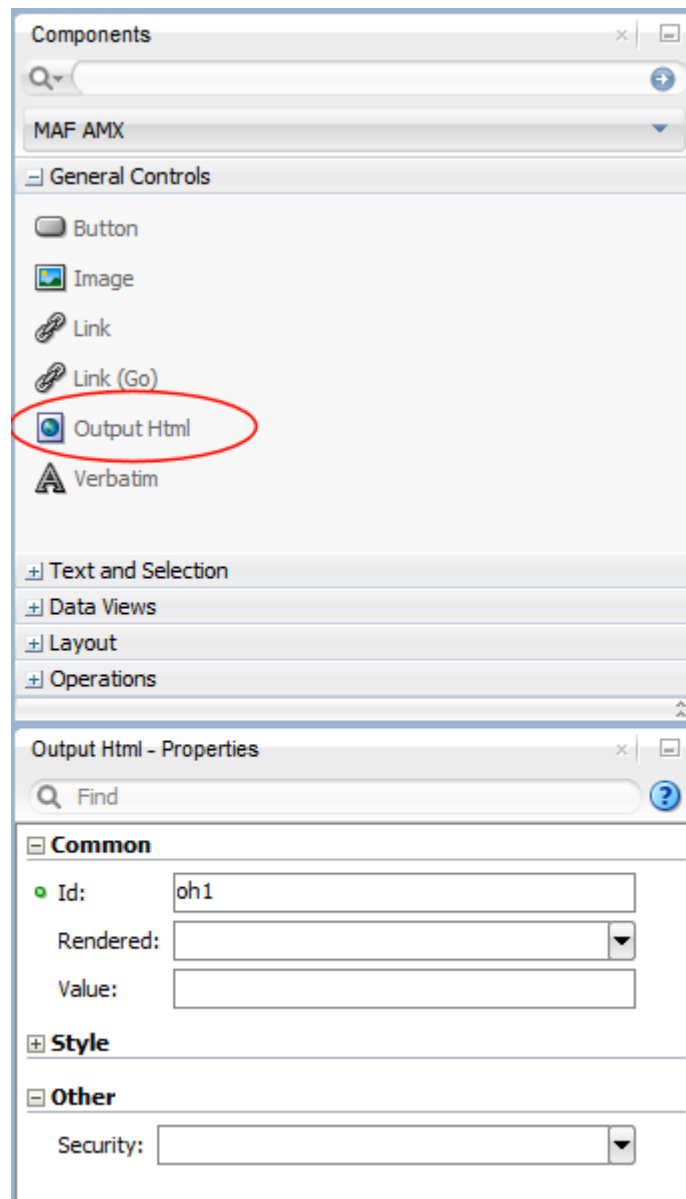 Components
MAF AMX
General Controls
Button
Image
Link
Link (Go)
Output Html
Verbatim
Text and Selection
Data Views
Layout
Operations
Output Html - Properties
Find
Common
Id: oh1
Rendered:
Value:
Style
Other
Security: